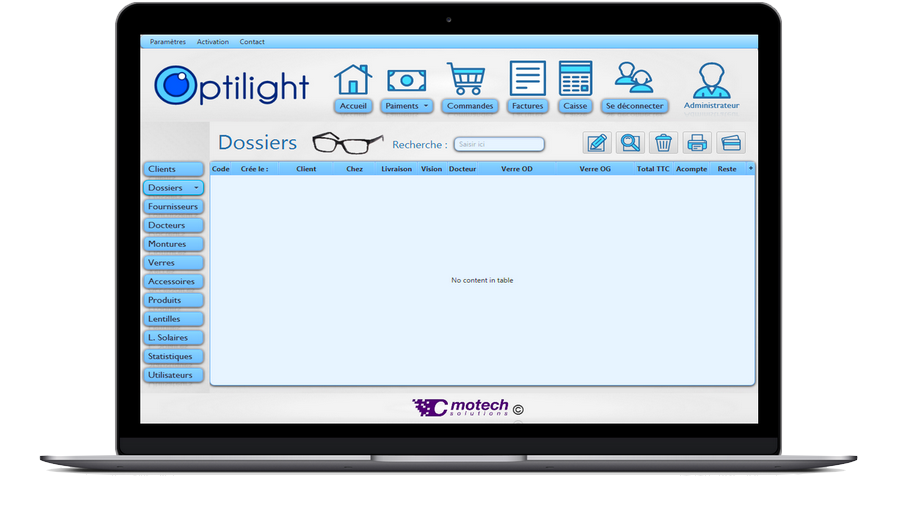 Paramètres Activation Contact
Optilight
Accueil Paiments Commandes Factures Caisse Se déconnecter Administrateur
Dossiers Recherche : Saisir ici
Code Crée le : Client Chez Livraison Vision Docteur Verre OD Verre OG Total TTC Acompte Reste +
Clients
Dossiers
Fournisseurs
Docteurs
Montures
Verres
Accessoires
Produits
Lentilles
L. Solaires
Statistiques
Utilisateurs
No content in table
C motech ©
solutions